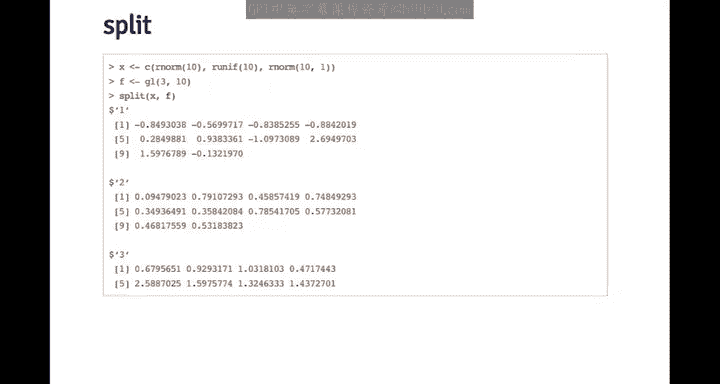 split
> x <- c(rnorm(10), runif(10), rnorm(10, 1))
> f <- gl(3, 10)
> split(x, f)
$‘1‘
[1] -0.8493038 -0.5699717 -0.8385255 -0.8842019
[5] 0.2849881 0.9383361 -1.0973089 2.6949703
[9] 1.5976789 -0.1321970
$‘2‘
[1] 0.09479023 0.79107293 0.45857419 0.74849293
[5] 0.34936491 0.35842084 0.78541705 0.57732081
[9] 0.46817559 0.53183823
$‘3‘
[1] 0.6795651 0.9293171 1.0318103 0.4717443
[5] 2.5887025 1.5975774 1.3246333 1.4372701